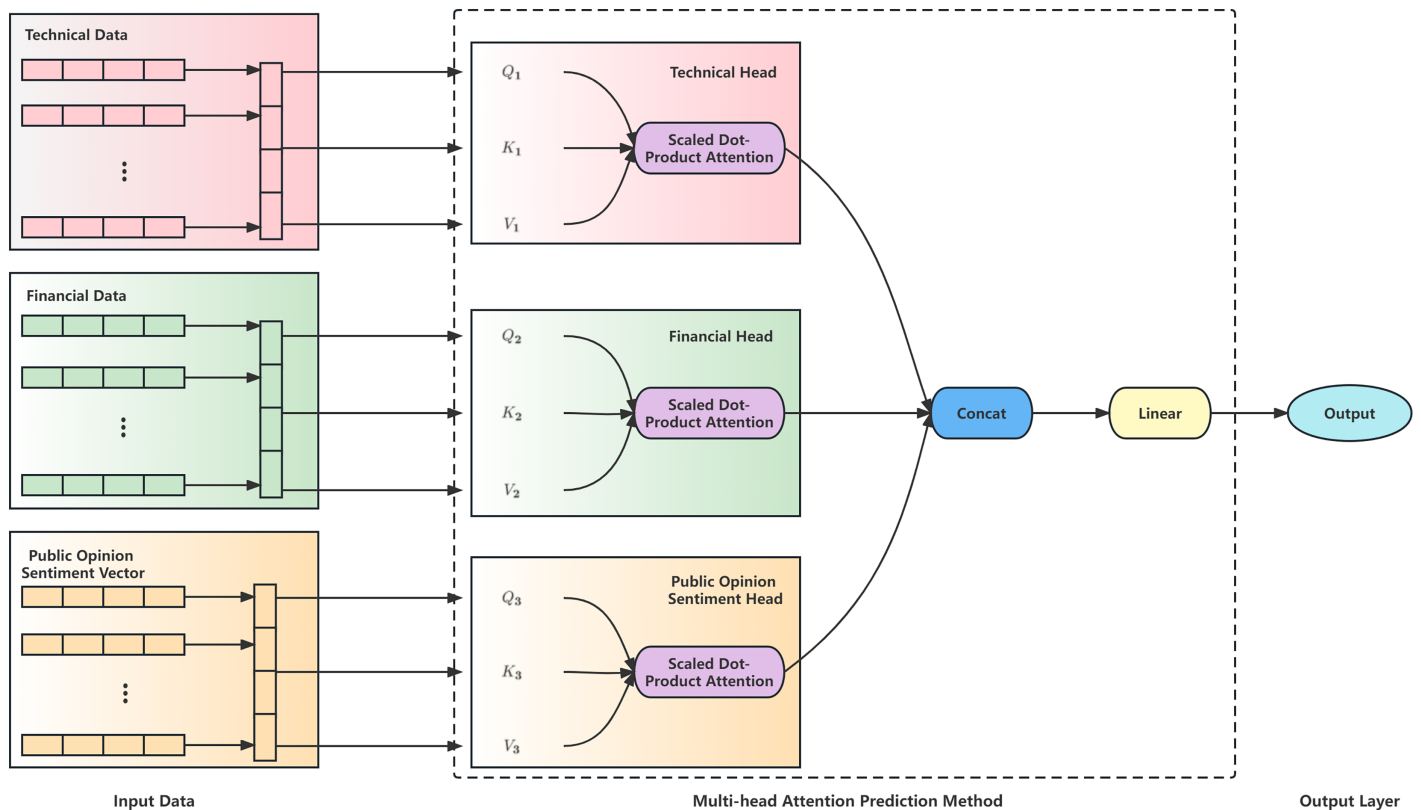 Technical Data
Financial Data
Public Opinion
Sentiment Vector
Input Data
Q₁
K₁
V₁
Technical Head
Scaled Dot-
Product Attention
Q₂
K₂
V₂
Financial Head
Scaled Dot-
Product Attention
Q₃
K₃
V₃
Public Opinion
Sentiment Head
Scaled Dot-
Product Attention
Concat
Linear
Multi-head Attention Prediction Method
Output
Output Layer